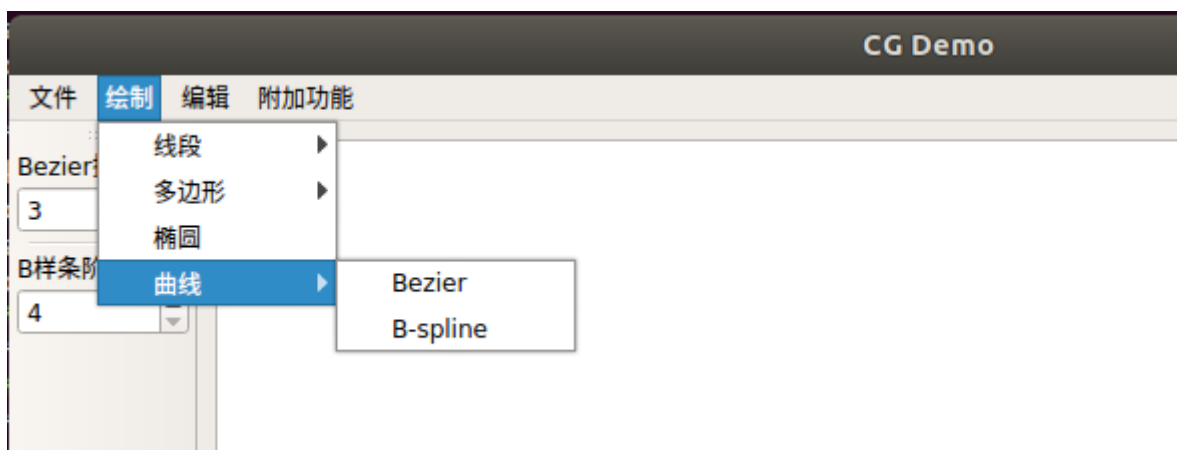 CG Demo
文件 绘制 编辑 附加功能
线段
Bezier
多边形
3
椭圆
B样条
曲线
Bezier
4
B-spline